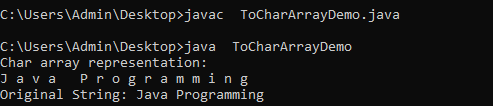 C:\Users\Admin\Desktop>javac  ToCharArrayDemo.java
C:\Users\Admin\Desktop>java  ToCharArrayDemo
Char array representation:
J a v a   P r o g r a m m i n g
Original String: Java Programming